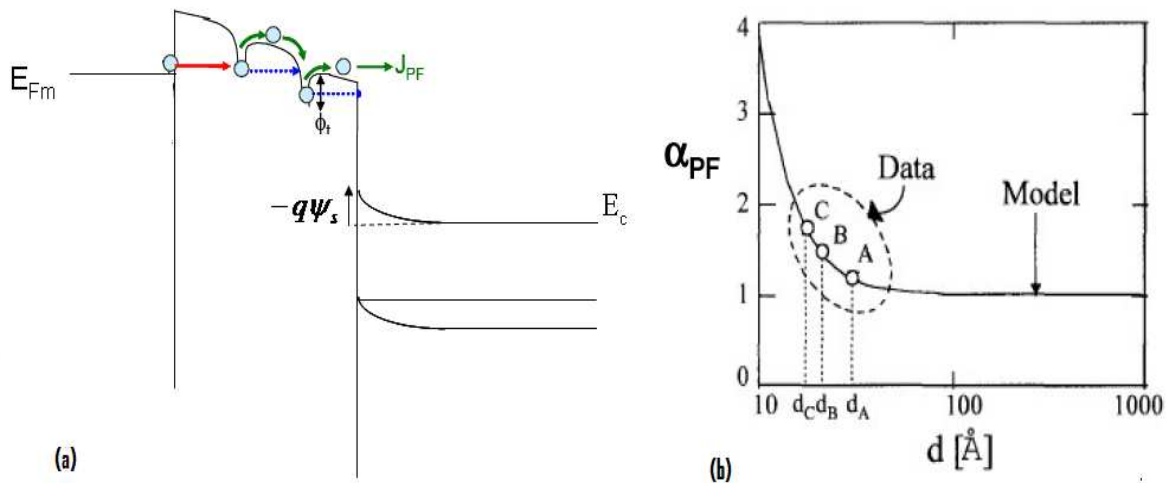 E_Fm
J_PF
ϕ_t
−qψ_s
E_c
(a)
4
3
α_PF
2
1
0
Data
Model
C
B
A
10 d_C d_B d_A 100 1000
d [Å]
(b)